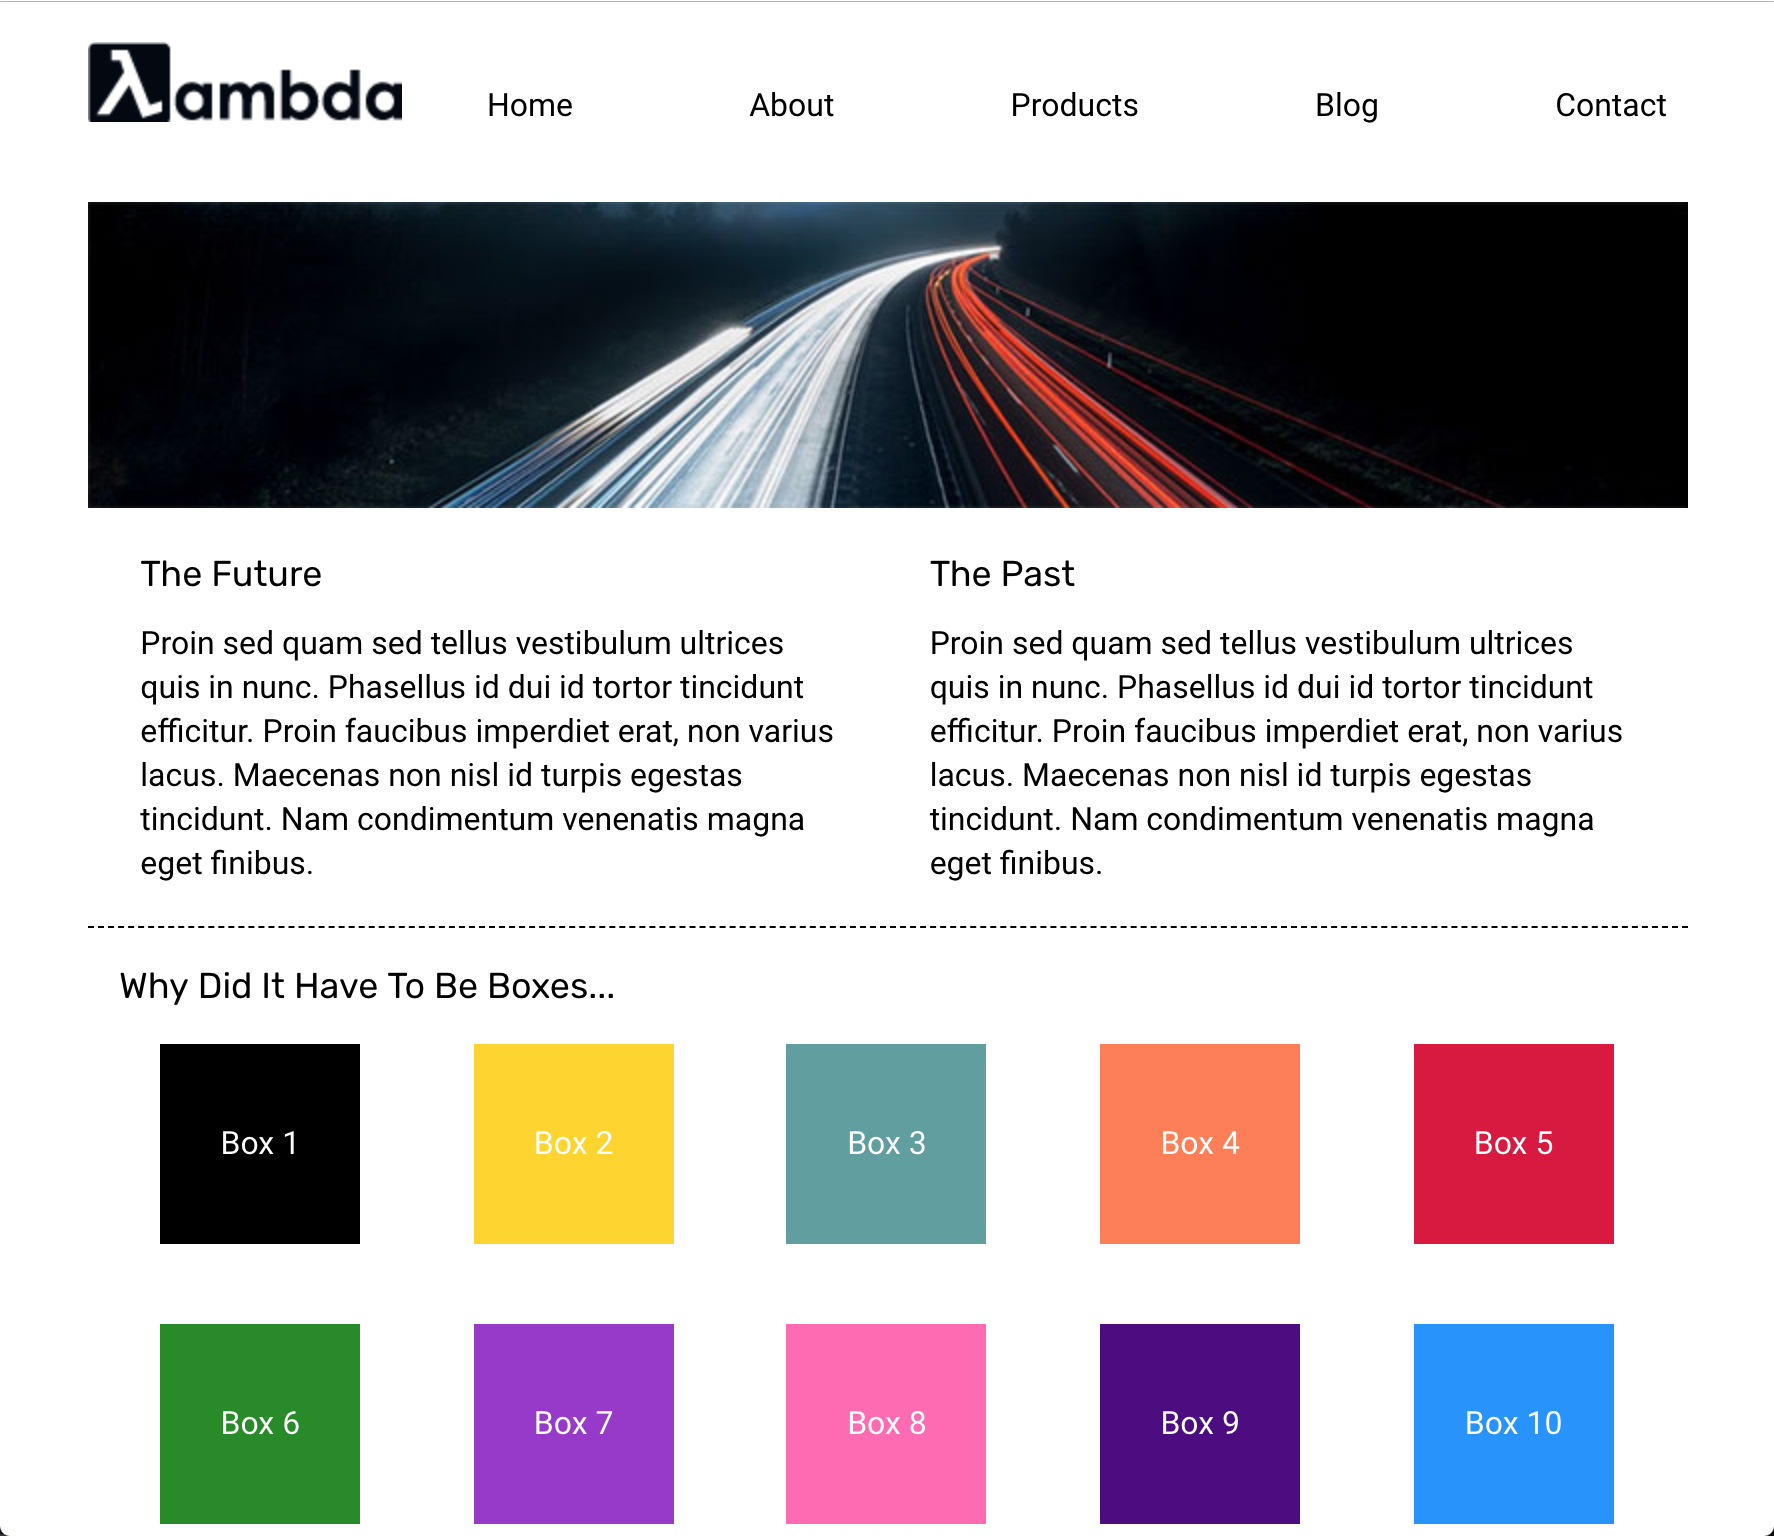 λambda
Home About Products Blog Contact
The Future
Proin sed quam sed tellus vestibulum ultrices
quis in nunc. Phasellus id dui id tortor tincidunt
efficitur. Proin faucibus imperdiet erat, non varius
lacus. Maecenas non nisl id turpis egestas
tincidunt. Nam condimentum venenatis magna
eget finibus.
The Past
Proin sed quam sed tellus vestibulum ultrices
quis in nunc. Phasellus id dui id tortor tincidunt
efficitur. Proin faucibus imperdiet erat, non varius
lacus. Maecenas non nisl id turpis egestas
tincidunt. Nam condimentum venenatis magna
eget finibus.
Why Did It Have To Be Boxes...
Box 1 Box 2 Box 3 Box 4 Box 5
Box 6 Box 7 Box 8 Box 9 Box 10